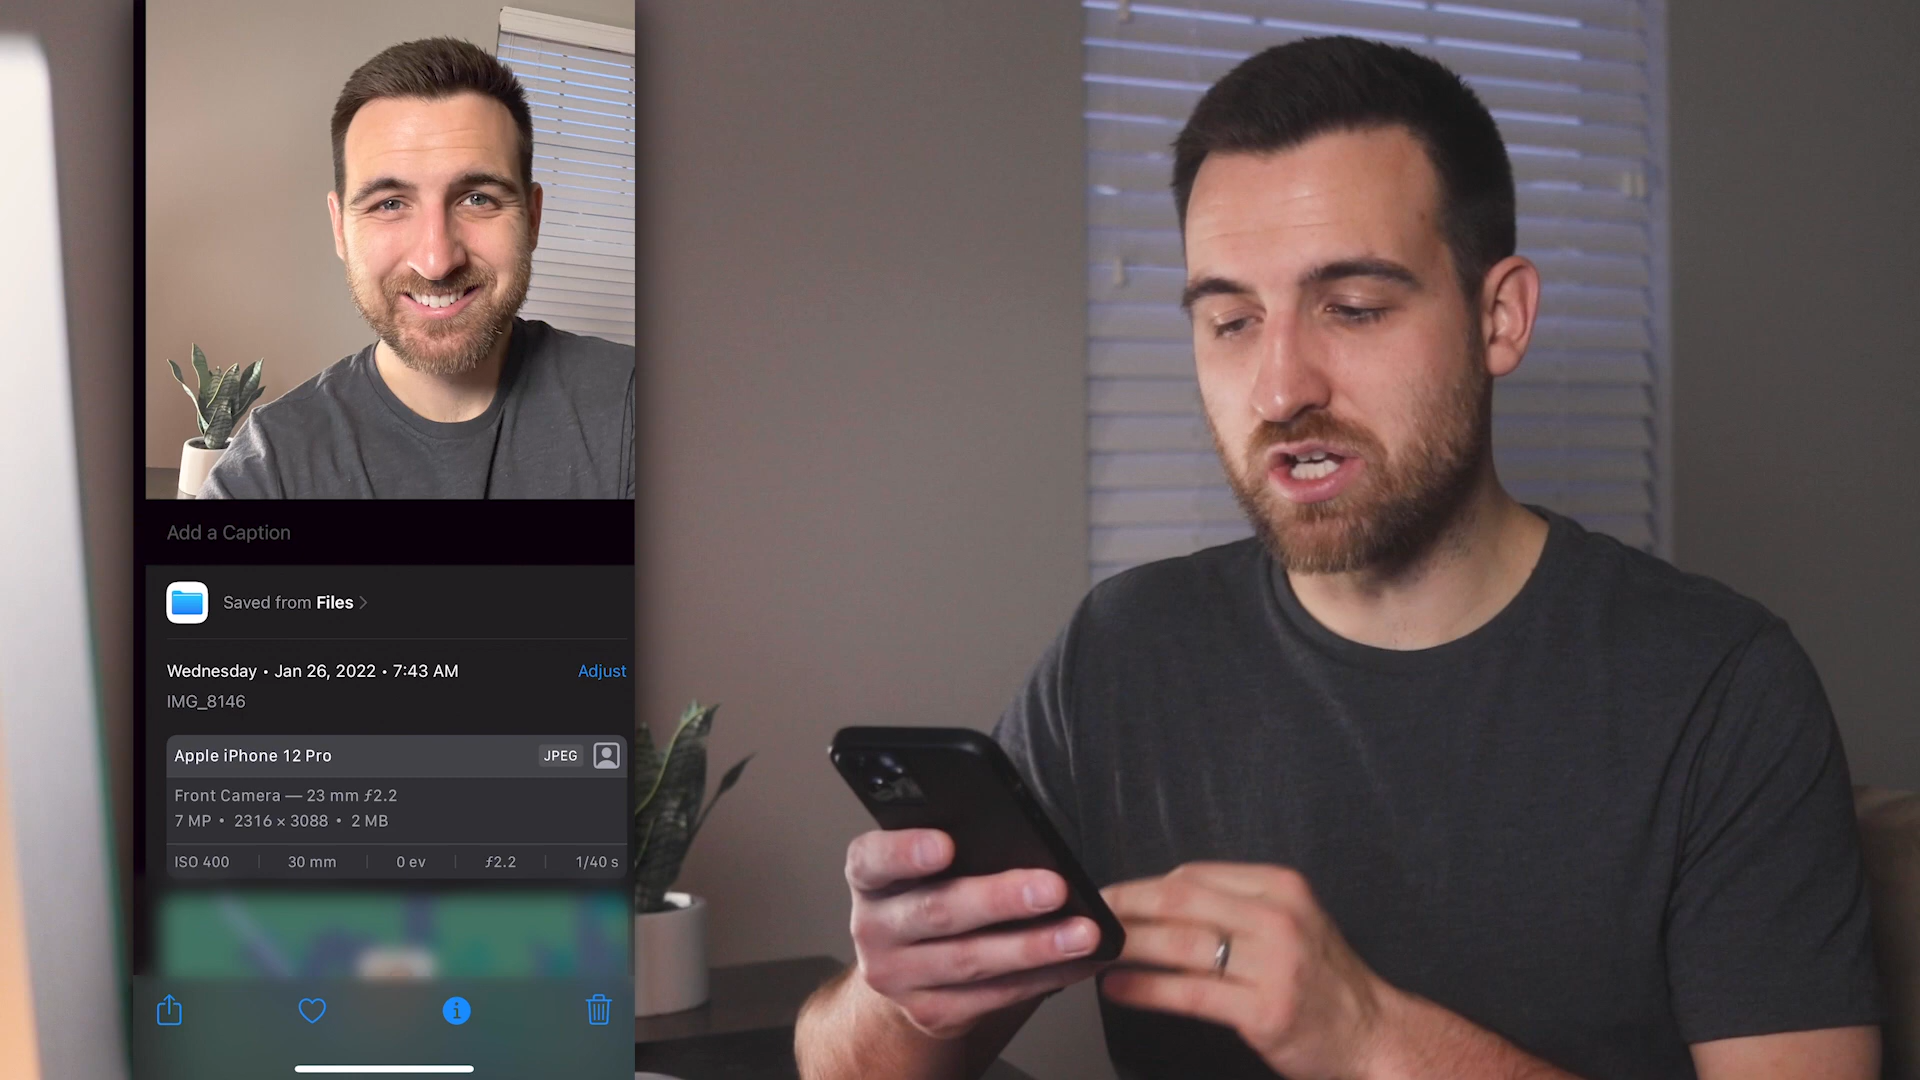 Add a Caption
Saved from Files
Wednesday • Jan 26, 2022 • 7:43 AM
Adjust
IMG_8146
Apple iPhone 12 Pro
JPEG
Front Camera — 23 mm ƒ2.2
7 MP • 2316 × 3088 • 2 MB
ISO 400 30 mm 0 ev ƒ2.2 1/40 s